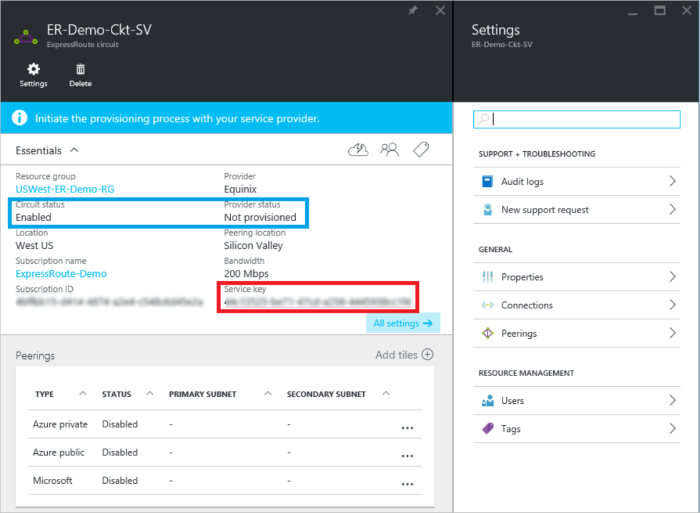 ER-Demo-Ckt-SV
ExpressRoute circuit
Settings
Delete
Initiate the provisioning process with your service provider.
Essentials
Resource group
USWest-ER-Demo-RG
Provider
Equinix
Circuit status
Enabled
Provider status
Not provisioned
Location
West US
Peering location
Silicon Valley
Subscription name
ExpressRoute-Demo
Bandwidth
200 Mbps
Subscription ID
Service key
All settings
Peerings
Add tiles
TYPE STATUS PRIMARY SUBNET SECONDARY SUBNET
Azure private Disabled - - ...
Azure public Disabled - - ...
Microsoft Disabled - - ...
Settings
ER-Demo-Ckt-SV
SUPPORT + TROUBLESHOOTING
Audit logs
New support request
GENERAL
Properties
Connections
Peerings
RESOURCE MANAGEMENT
Users
Tags